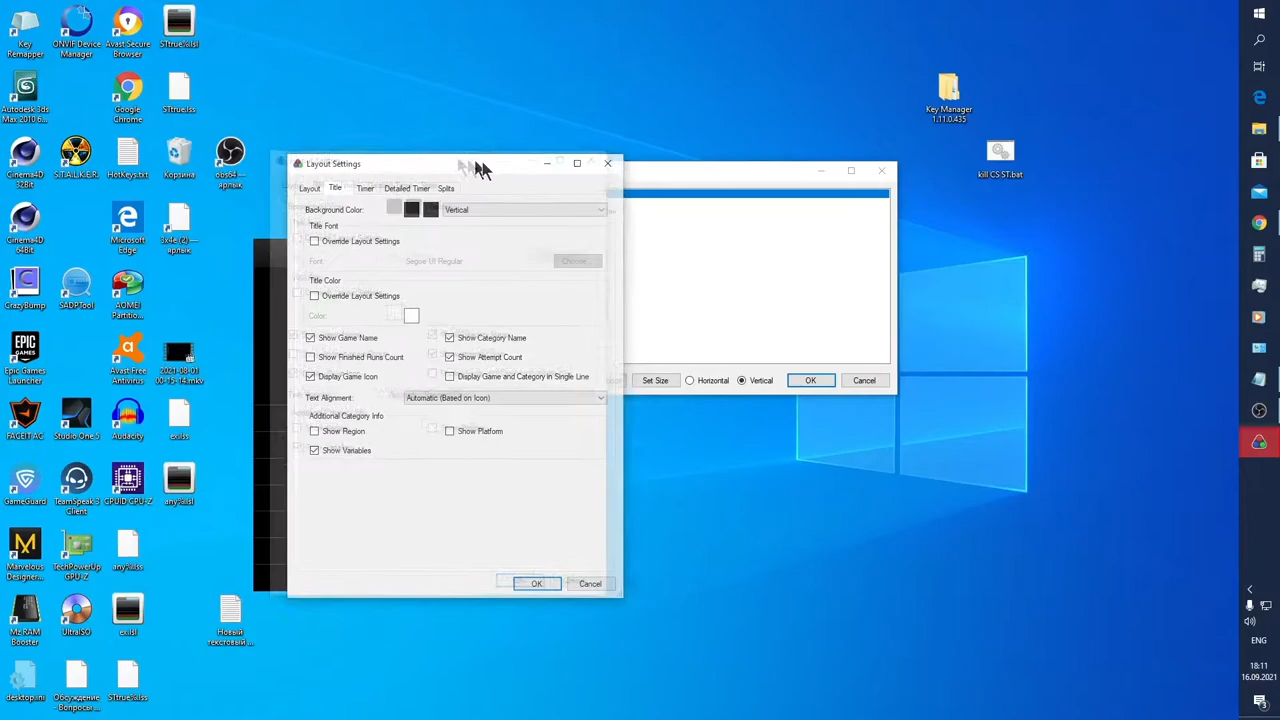 Key
Remapper
ONVIF Device
Manager
Avast Secure
Browser
STtrue%lsl
Autodesk 3ds
Max 2010 6...
Google
Chrome
STtrue.lss
Cinema4D
32Bit
S.T.A.L.K.E.R.
HotKeys.txt
Корзина
obs64 —
ярлык
Cinema4D
64Bit
Microsoft
Edge
3x4e (2) —
ярлык
CrazyBump
SADPTool
AOMEI
Partition...
Epic Games
Launcher
Avast Free
Antivirus
2021-08-01
00-15-14.mkv
EPIC
GAMES
FACEIT AC
Studio One 5
Audacity
ex.lss
GameGuard
TeamSpeak 3
Client
CPUID CPU-Z
any%lsl
Marvelous
Designer...
TechPowerUp
GPU-Z
any%lss
Mz RAM
Booster
UltraISO
ex.lsl
Новый
текстовый ...
desktop.ini
Обсуждение
- Вопросы ...
STtrue%.lss
Layout Settings
Layout
Title
Timer
Detailed Timer
Splits
Background Color:
Vertical
Title Font
Override Layout Settings
Font:
Segoe UI Regular
Choose...
Title Color
Override Layout Settings
Color:
Show Game Name
Show Category Name
Show Finished Runs Count
Show Attempt Count
Display Game Icon
Display Game and Category in Single Line
Text Alignment:
Automatic (Based on Icon)
Additional Category Info
Show Region
Show Platform
Show Variables
OK
Cancel
Set Size
Horizontal
Vertical
OK
Cancel
Key Manager
1.11.0.435
kill CS ST.bat
ENG
18:11
16.09.2021
3